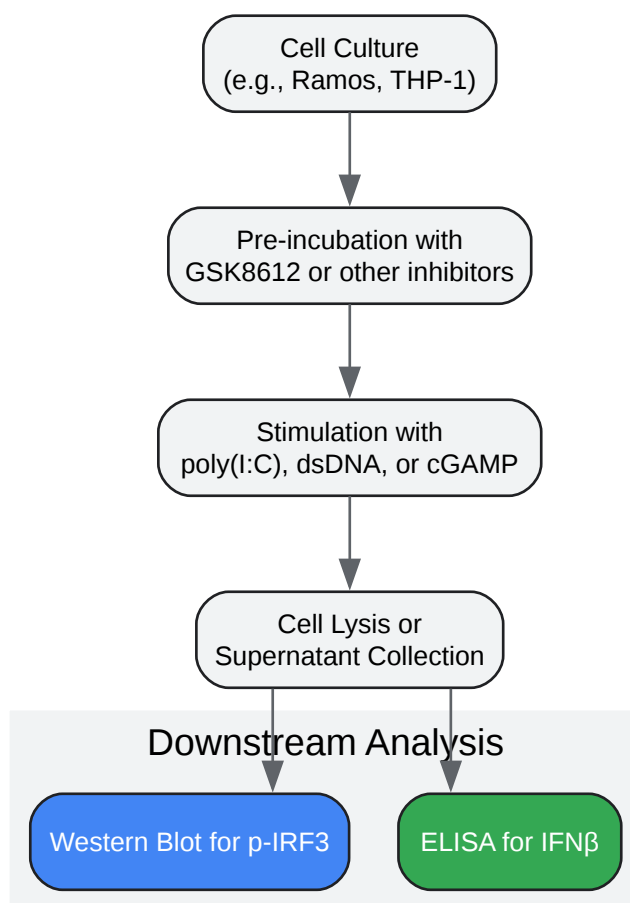 Cell Culture
(e.g., Ramos, THP-1)
Pre-incubation with
GSK8612 or other inhibitors
Stimulation with
poly(I:C), dsDNA, or cGAMP
Cell Lysis or
Supernatant Collection
Downstream Analysis
Western Blot for p-IRF3
ELISA for IFNβ